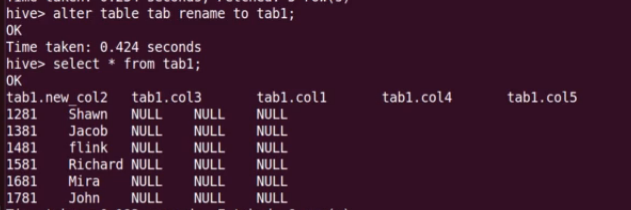 hive> alter table tab rename to tab1;
OK
Time taken: 0.424 seconds
hive> select * from tab1;
OK
tab1.new_col2	tab1.col3	tab1.col1	tab1.col4	tab1.col5
1281	Shawn	NULL	NULL	NULL
1381	Jacob	NULL	NULL	NULL
1481	flink	NULL	NULL	NULL
1581	Richard	NULL	NULL	NULL
1681	Mira	NULL	NULL	NULL
1781	John	NULL	NULL	NULL